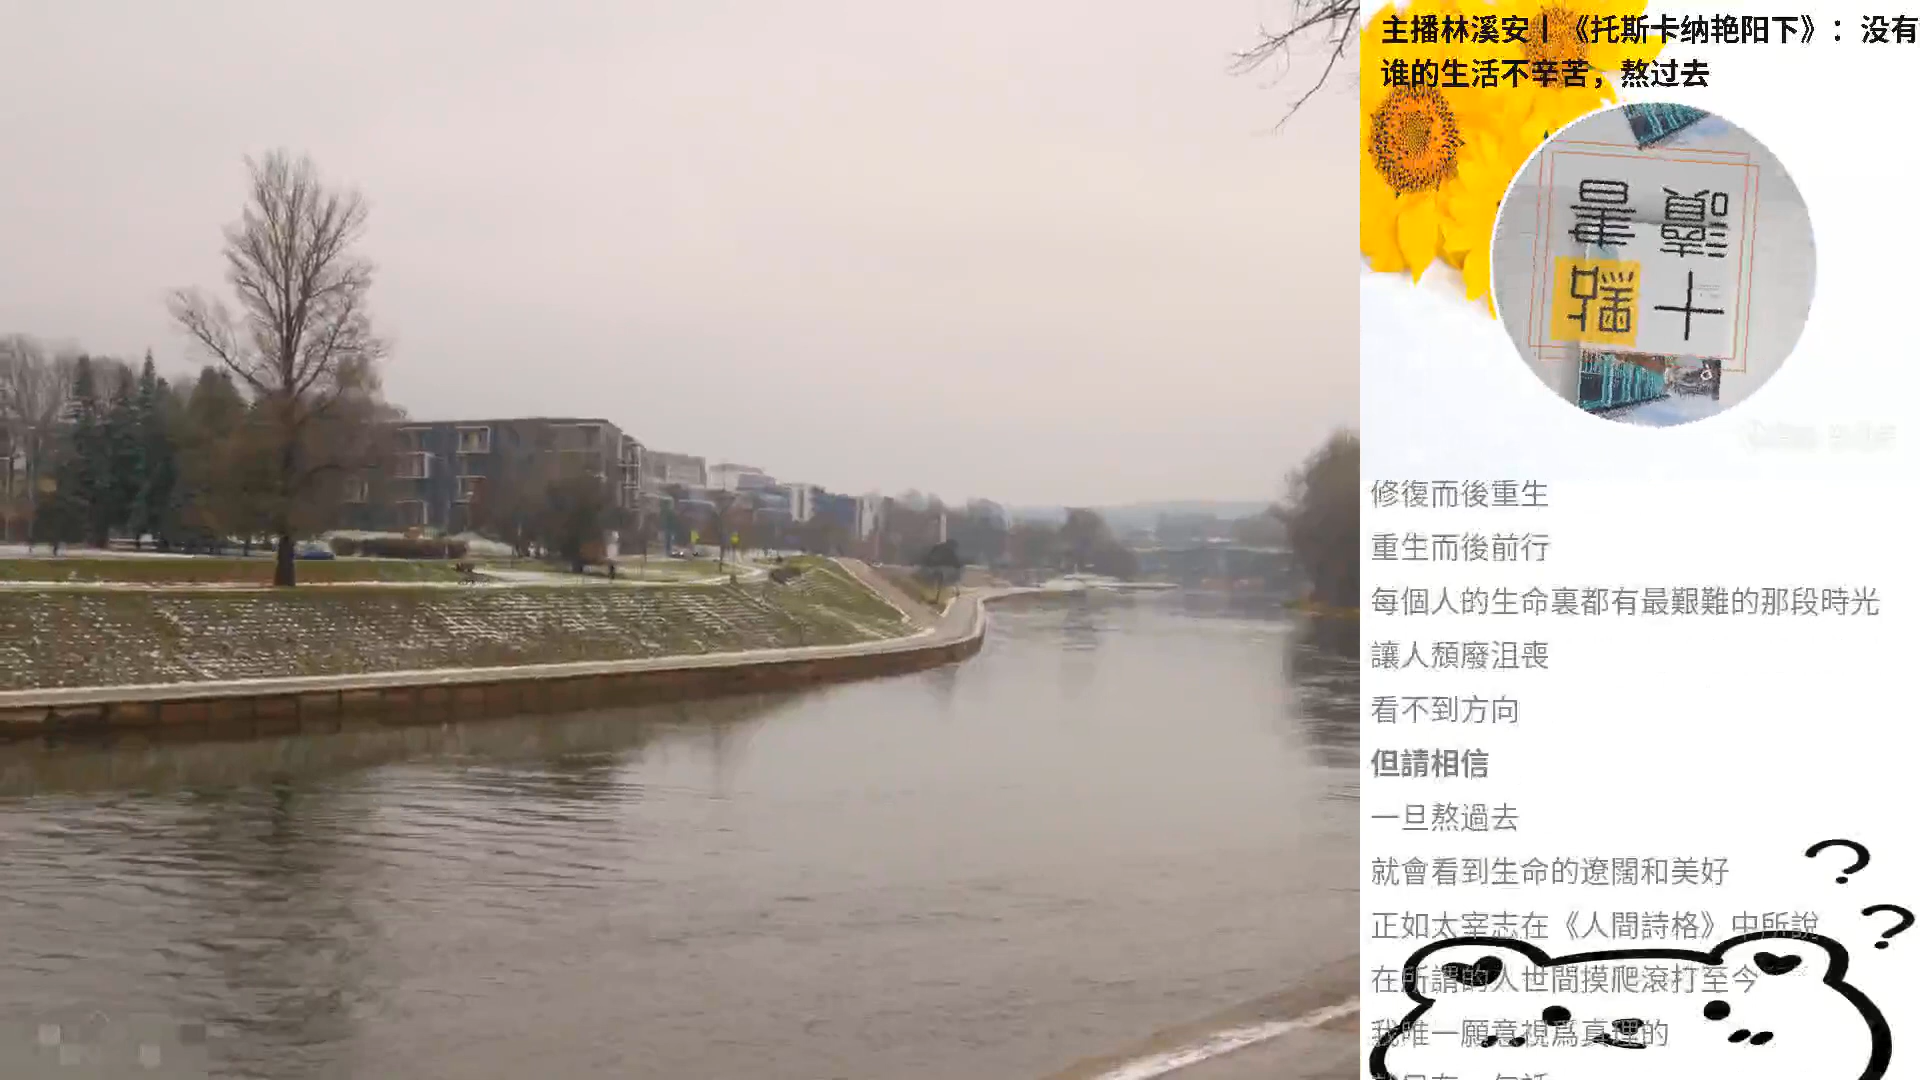 主播林溪安丨《托斯卡纳艳阳下》：没有
谁的生活不辛苦，熬过去
十點
讀書
修復而後重生
重生而後前行
每個人的生命裏都有最艱難的那段時光
讓人頹廢沮喪
看不到方向
但請相信
一旦熬過去
就會看到生命的遼闊和美好
正如太宰志在《人間詩格》中所說
在所謂的人世間摸爬滾打至今
我唯一願意視爲真理的